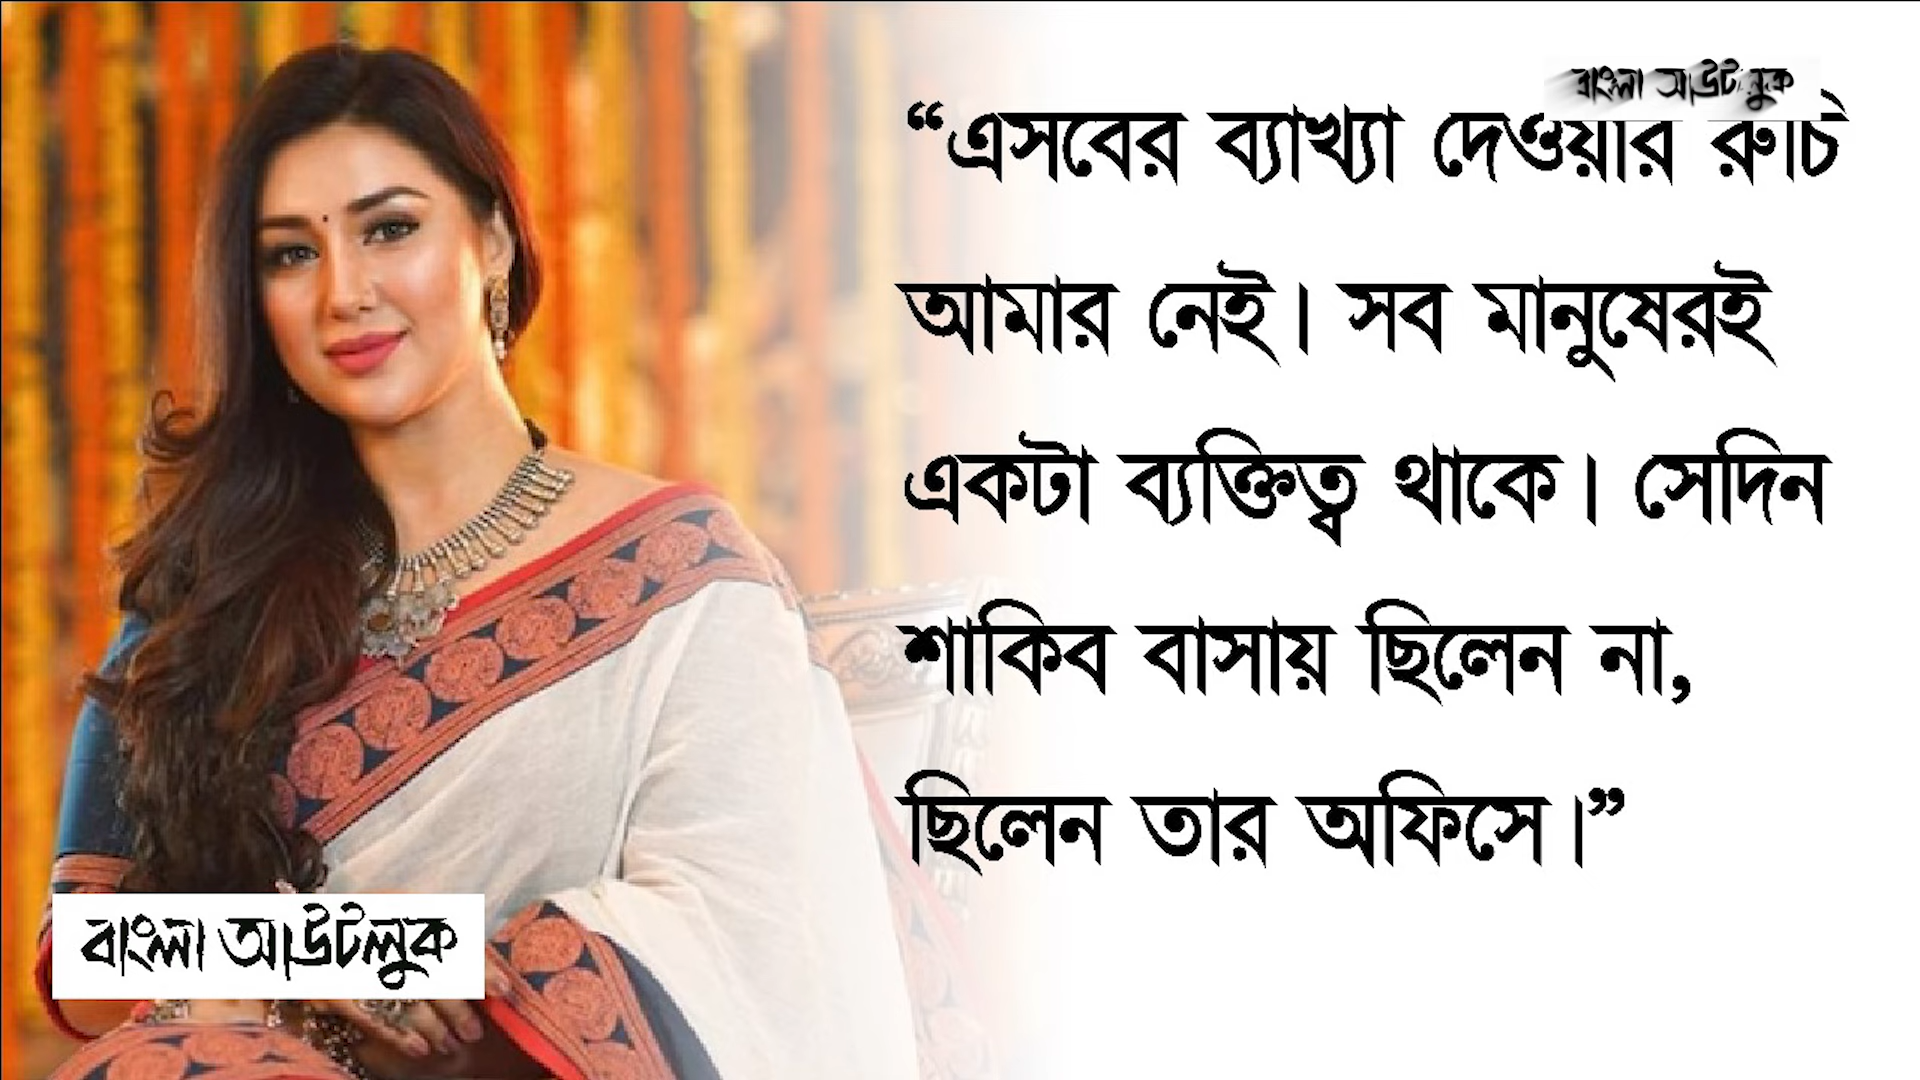 বাংলা আউটলুক
“এসবের ব্যাখ্যা দেওয়ার রুচি
আমার নেই। সব মানুষেরই
একটা ব্যক্তিত্ব থাকে। সেদিন
শাকিব বাসায় ছিলেন না,
ছিলেন তার অফিসে।”
বাংলা আউটলুক